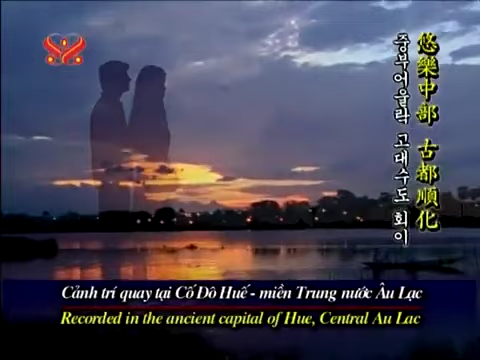 悠樂中部 古都順化
중부어울락 고대수도 회이
Cảnh trí quay tại Cố Đô Huế - miền Trung nước Âu Lạc
Recorded in the ancient capital of Hue, Central Au Lac